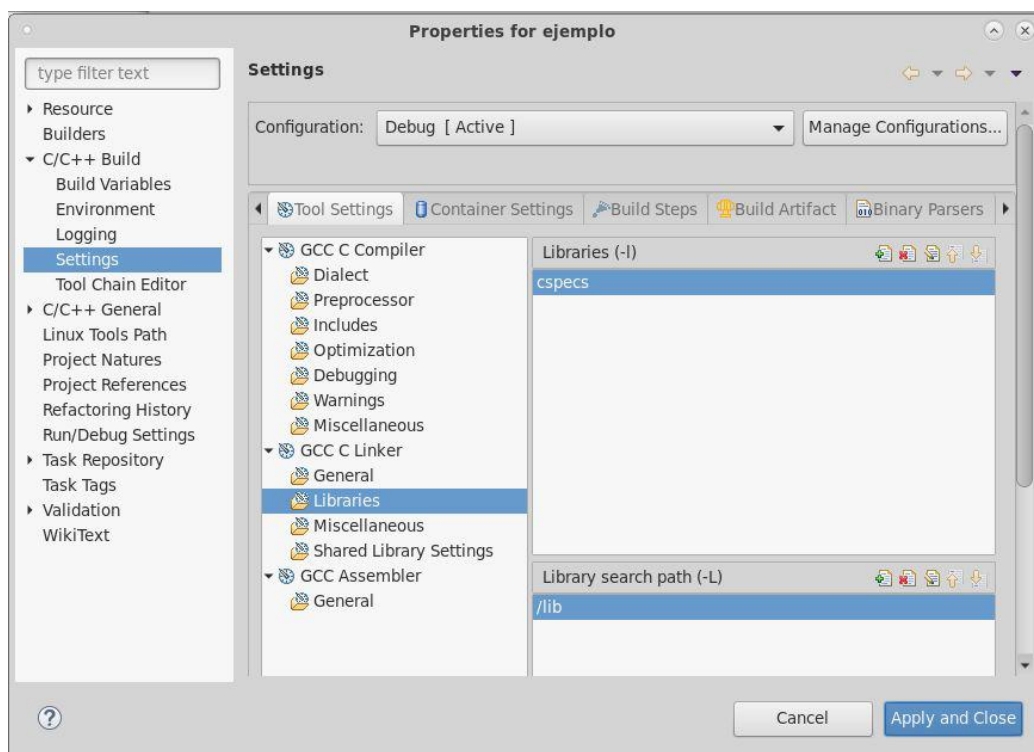 Properties for ejemplo
type filter text
Resource
Builders
C/C++ Build
Build Variables
Environment
Logging
Settings
Tool Chain Editor
C/C++ General
Linux Tools Path
Project Natures
Project References
Refactoring History
Run/Debug Settings
Task Repository
Task Tags
Validation
WikiText
Settings
Configuration: Debug [ Active ] Manage Configurations...
Tool Settings Container Settings Build Steps Build Artifact Binary Parsers
GCC C Compiler
Dialect
Preprocessor
Includes
Optimization
Debugging
Warnings
Miscellaneous
GCC C Linker
General
Libraries
Miscellaneous
Shared Library Settings
GCC Assembler
General
Libraries (-l)
cspecs
Library search path (-L)
/lib
Cancel Apply and Close